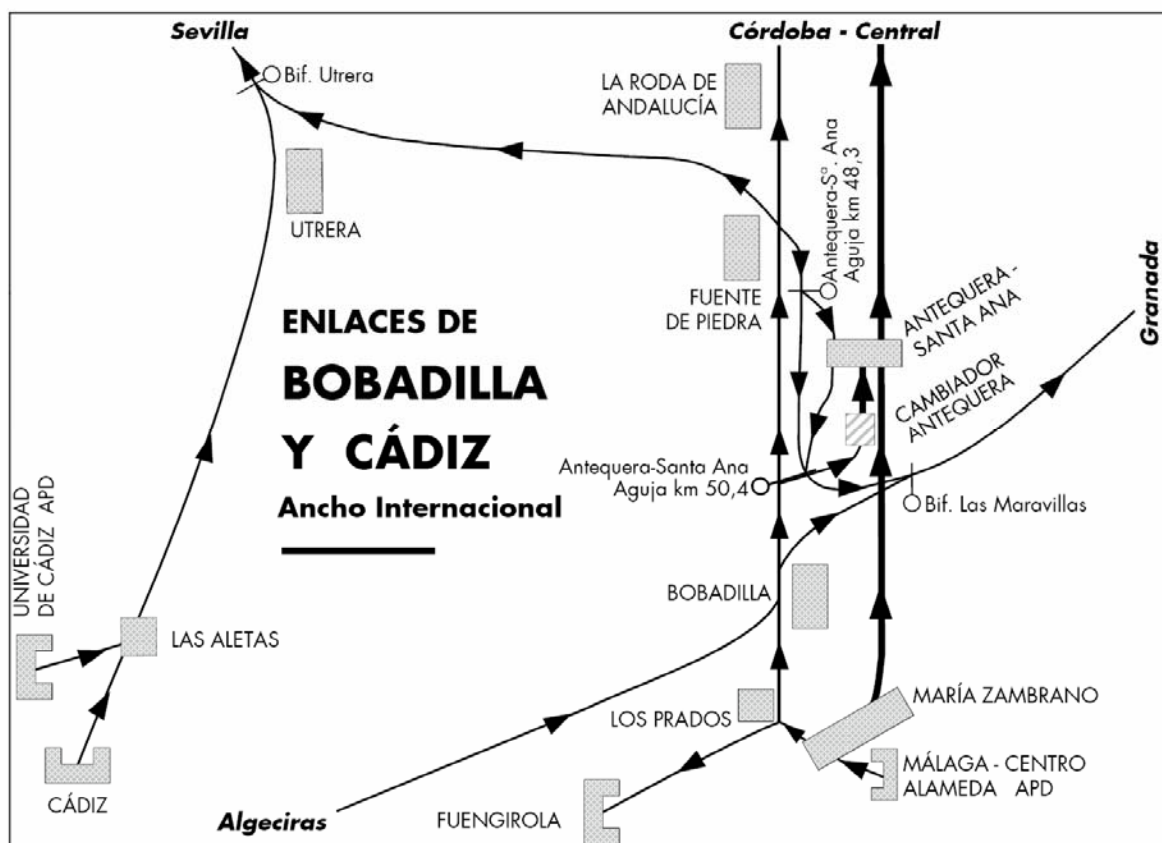 Sevilla
Córdoba - Central
Bif. Utrera
LA RODA DE
ANDALUCÍA
Antequera-Sª. Ana
Aguja km 48,3
UTRERA
Granada
ENLACES DE
BOBADILLA
Y CÁDIZ
Ancho Internacional
FUENTE
DE PIEDRA
ANTEQUERA -
SANTA ANA
CAMBIADOR
ANTEQUERA
Antequera-Santa Ana
Aguja km 50,4
Bif. Las Maravillas
UNIVERSIDAD
DE CÁDIZ APD
BOBADILLA
LAS ALETAS
LOS PRADOS
MARÍA ZAMBRANO
MÁLAGA - CENTRO
ALAMEDA APD
CÁDIZ
Algeciras
FUENGIROLA